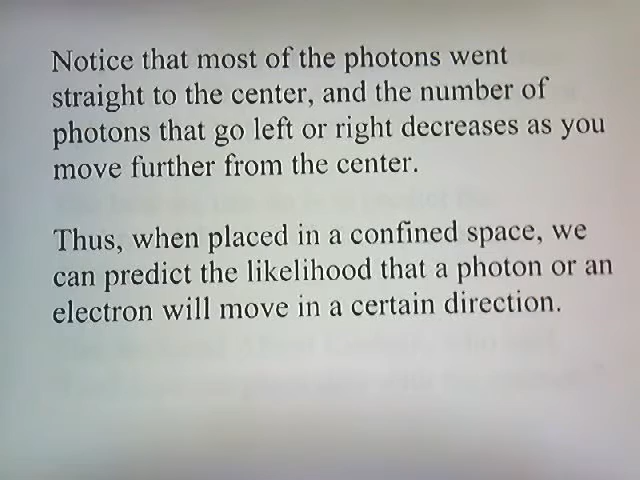 Notice that most of the photons went
straight to the center, and the number of
photons that go left or right decreases as you
move further from the center.
Thus, when placed in a confined space, we
can predict the likelihood that a photon or an
electron will move in a certain direction.